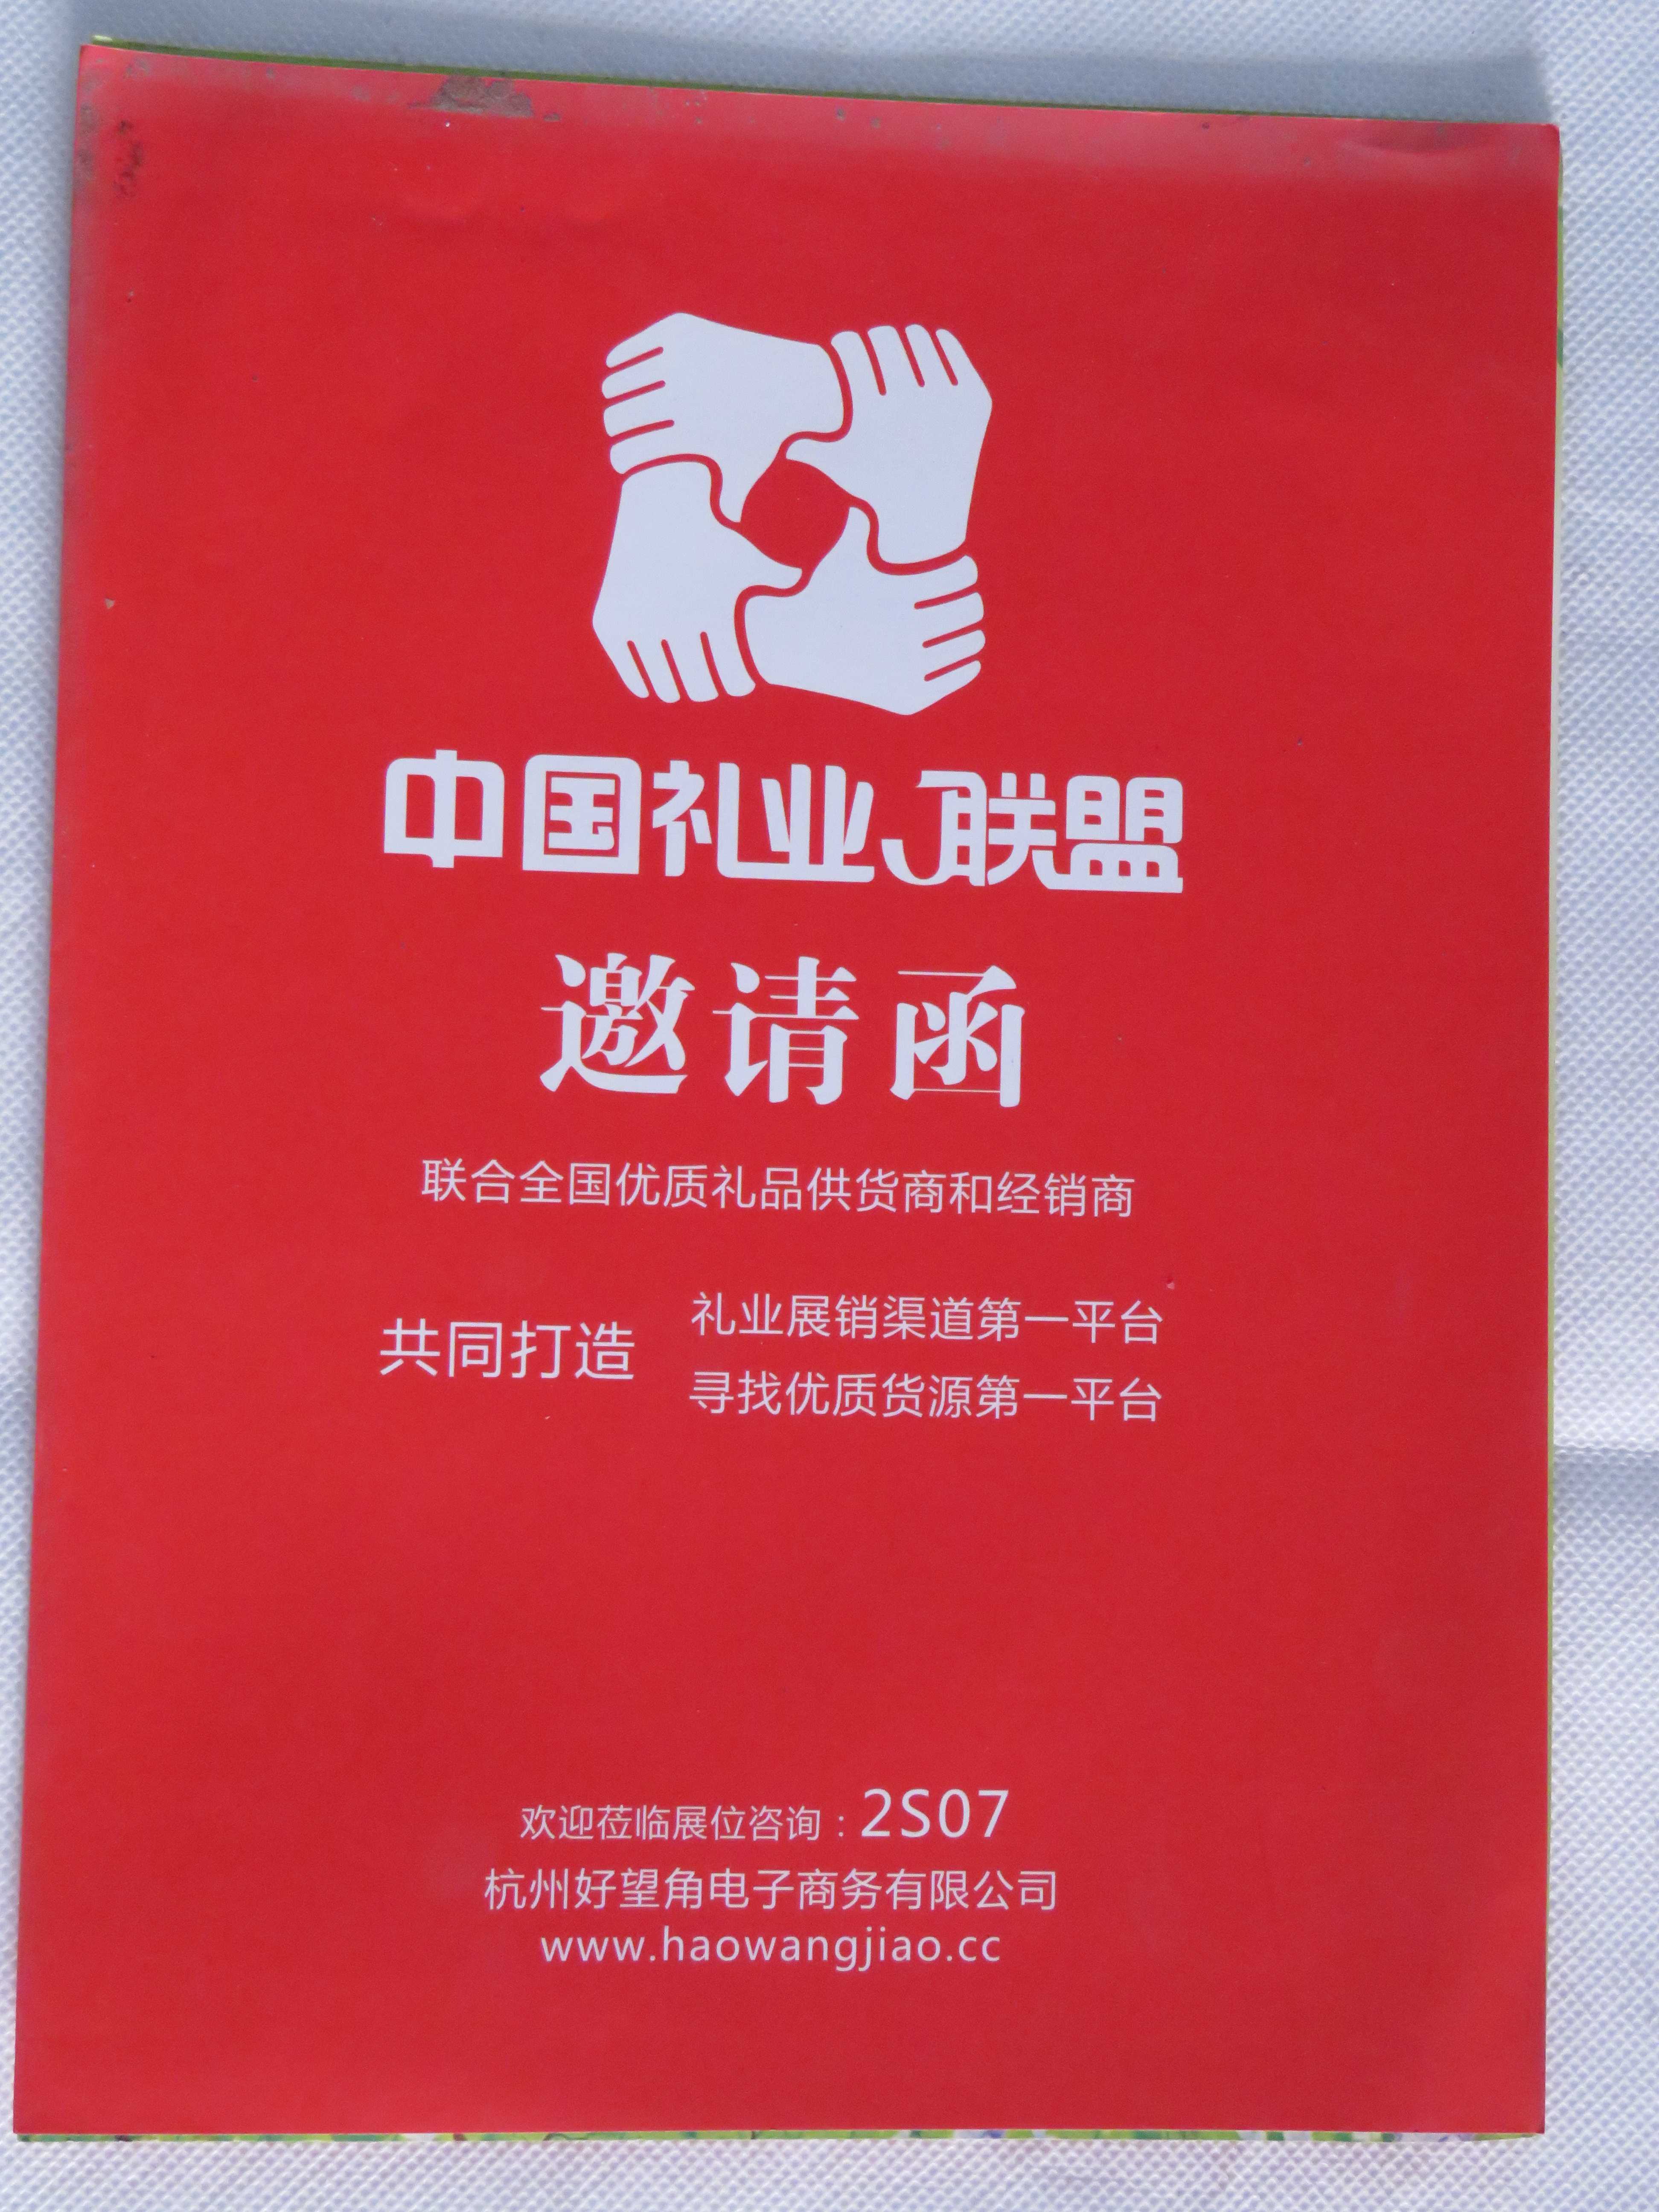 中国礼业联盟
邀请函
联合全国优质礼品供货商和经销商
共同打造
礼业展销渠道第一平台
寻找优质货源第一平台
欢迎莅临展位咨询：2S07
杭州好望角电子商务有限公司
www.haowangjiao.cc